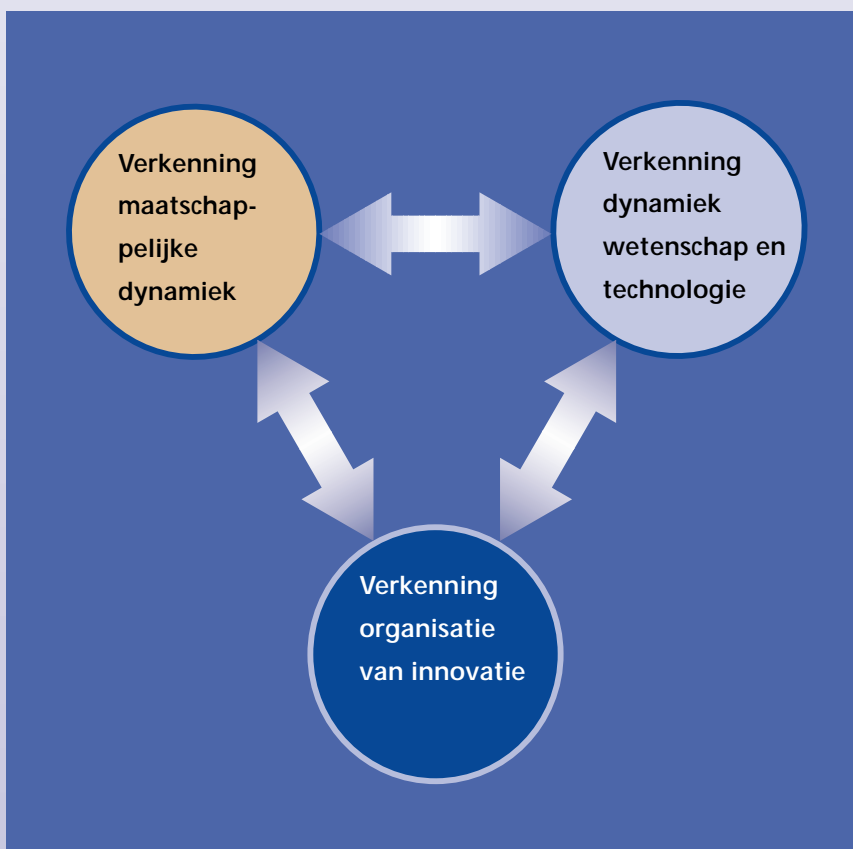 Verkenning
maatschap-
pelijke
dynamiek
Verkenning
dynamiek
wetenschap en
technologie
Verkenning
organisatie
van innovatie